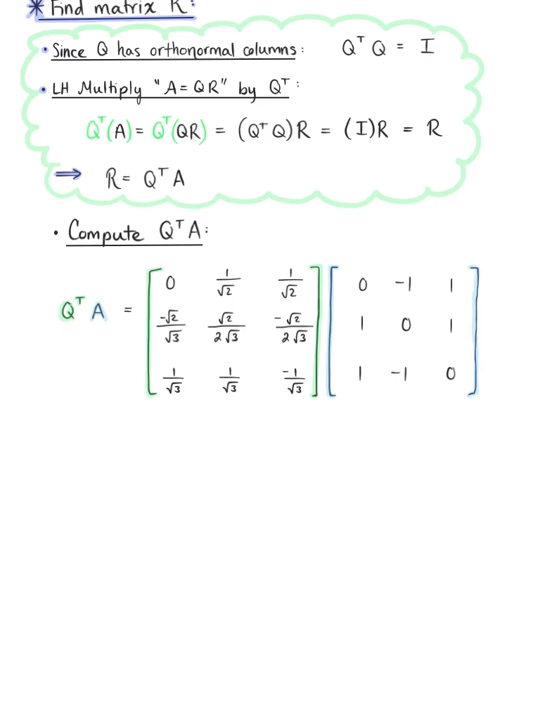 * Find matrix R:
• Since Q has orthonormal columns: Qᵀ Q = I
• LH Multiply "A = QR" by Qᵀ:
Qᵀ(A) = Qᵀ(QR) = (QᵀQ)R = (I)R = R
⟹ R = QᵀA
• Compute QᵀA:
QᵀA = [ 0 1/√2 1/√2 ] [ 0 -1 1 ]
[ -√2/√3 √2/2√3 -√2/2√3 ] [ 1 0 1 ]
[ 1/√3 1/√3 -1/√3 ] [ 1 -1 0 ]